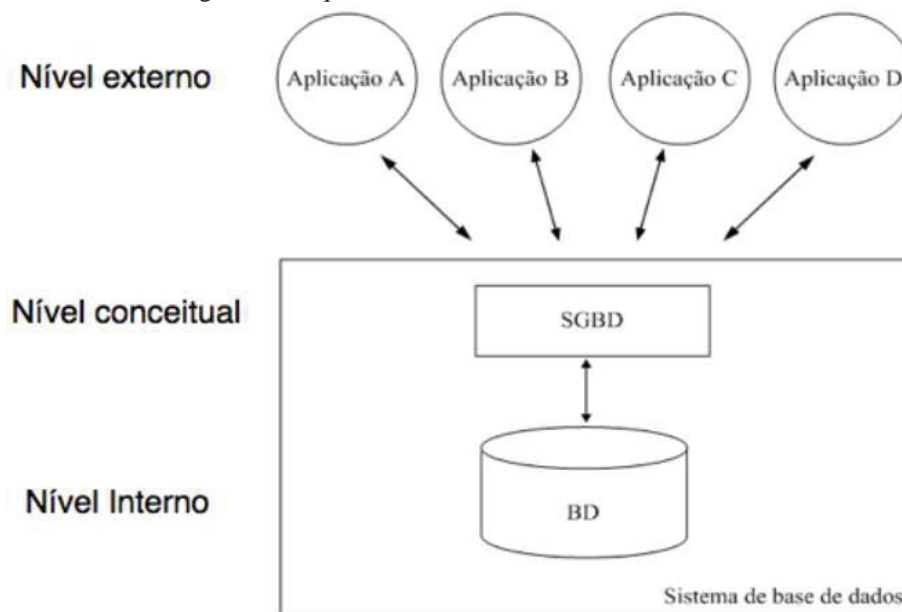 Nível externo
Aplicação A
Aplicação B
Aplicação C
Aplicação D
Nível conceitual
SGBD
Nível Interno
BD
Sistema de base de dados